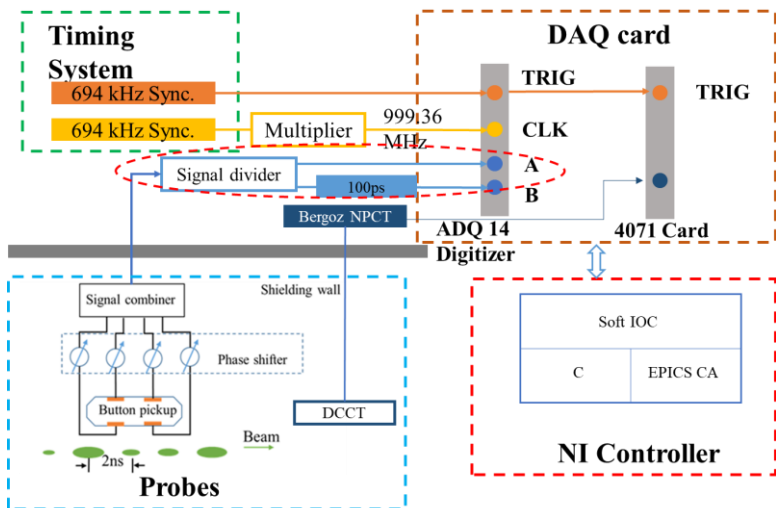 Timing
System
DAQ card
694 kHz Sync.
TRIG
TRIG
694 kHz Sync.
Multiplier
999.36
MHz
CLK
Signal divider
A
100ps
B
Bergoz NPCT
ADQ 14
Digitizer
4071 Card
Shielding wall
Signal combiner
Phase shifter
Button pickup
DCCT
Beam
2ns
Probes
Soft IOC
C
EPICS CA
NI Controller